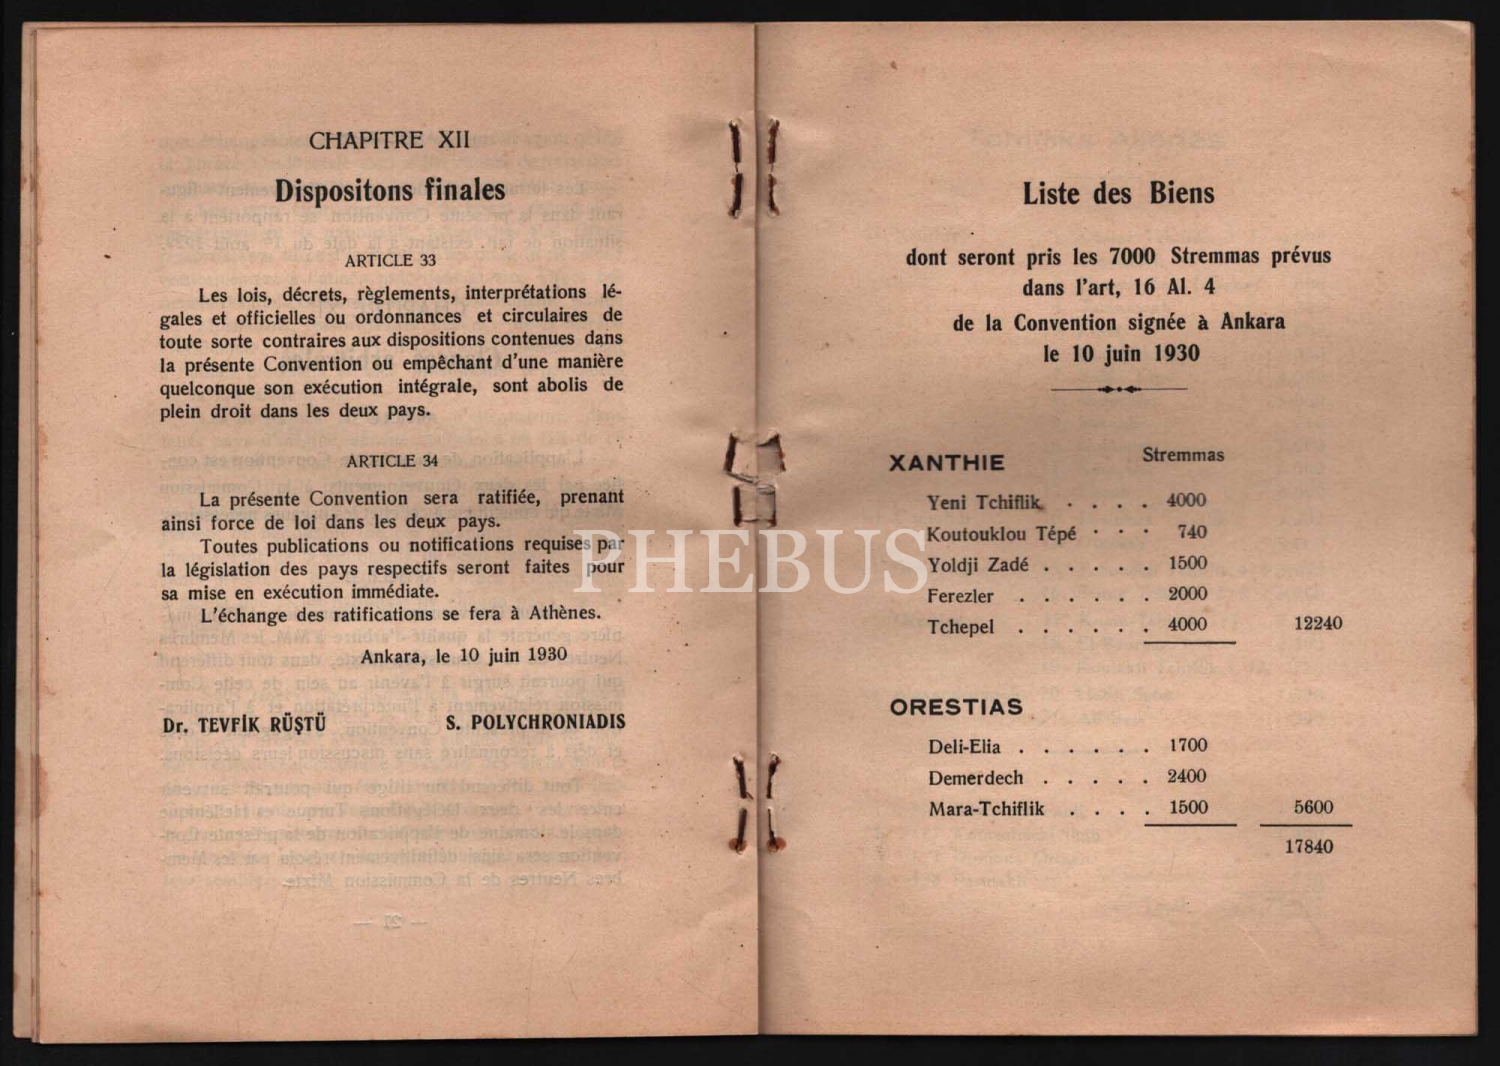 CHAPITRE XII
Dispositons finales
ARTICLE 33
Les lois, décrets, règlements, interprétations lé-
gales et officielles ou ordonnances et circulaires de
toute sorte contraires aux dispositions contenues dans
la présente Convention ou empêchant d'une manière
quelconque son exécution intégrale, sont abolis de
plein droit dans les deux pays.
ARTICLE 34
La présente Convention sera ratifiée, prenant
ainsi force de loi dans les deux pays.
Toutes publications ou notifications requises par
la législation des pays respectifs seront faites pour
sa mise en exécution immédiate.
L'échange des ratifications se fera à Athènes.
Ankara, le 10 juin 1930
Dr. TEVFİK RÜŞTÜ S. POLYCHRONIADIS
PHEBUS
Liste des Biens
dont seront pris les 7000 Stremmas prévus
dans l'art, 16 Al. 4
de la Convention signée à Ankara
le 10 juin 1930
XANTHIE Stremmas
Yeni Tchiflik . . . . 4000
Koutouklou Tépé . . . 740
Yoldji Zadé . . . . . 1500
Ferezler . . . . . . 2000
Tchepel . . . . . . 4000 12240
ORESTIAS
Deli-Elia . . . . . . 1700
Demerdech . . . . . 2400
Mara-Tchiflik . . . . 1500 5600
17840